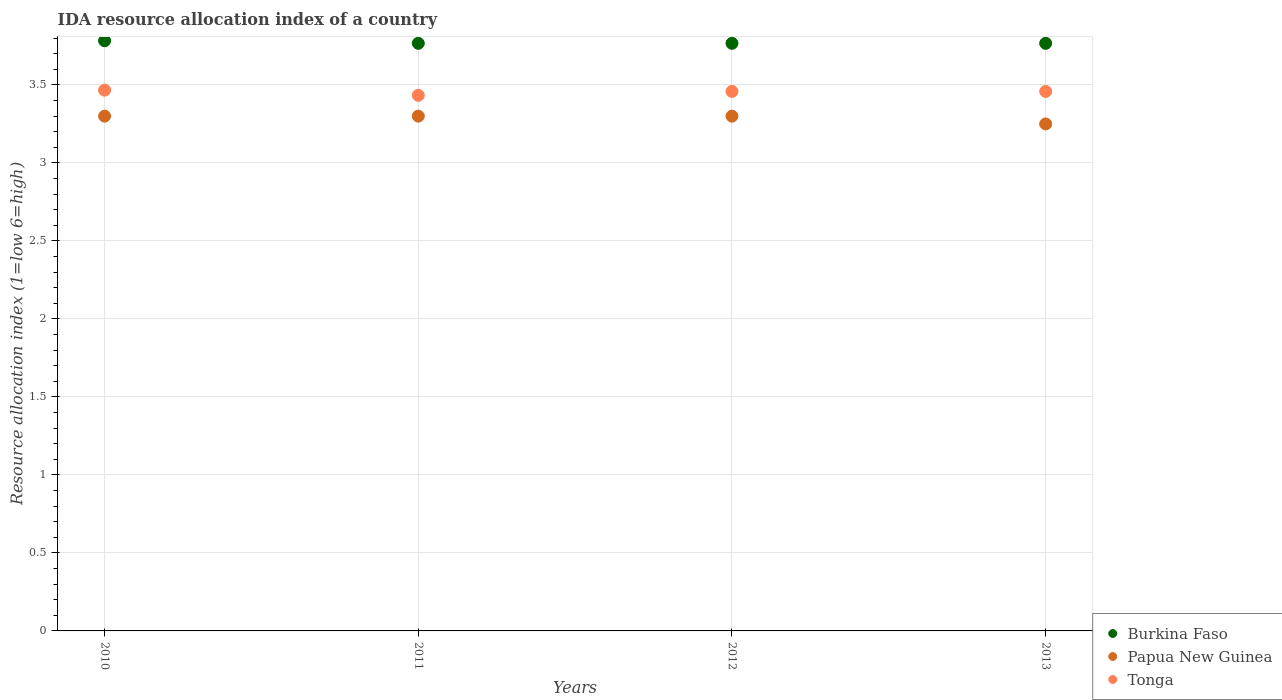 IDA resource allocation index of a country
Resource allocation index (1=low 6=high)
3.5
3
2.5
2
1.5
1
0.5
0
2010
2011
2012
2013
Years
Burkina Faso
Papua New Guinea
Tonga